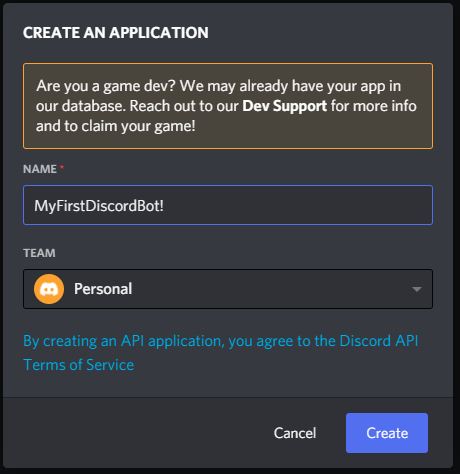 CREATE AN APPLICATION
Are you a game dev? We may already have your app in
our database. Reach out to our Dev Support for more info
and to claim your game!
NAME *
MyFirstDiscordBot!
TEAM
Personal
By creating an API application, you agree to the Discord API
Terms of Service
Cancel
Create